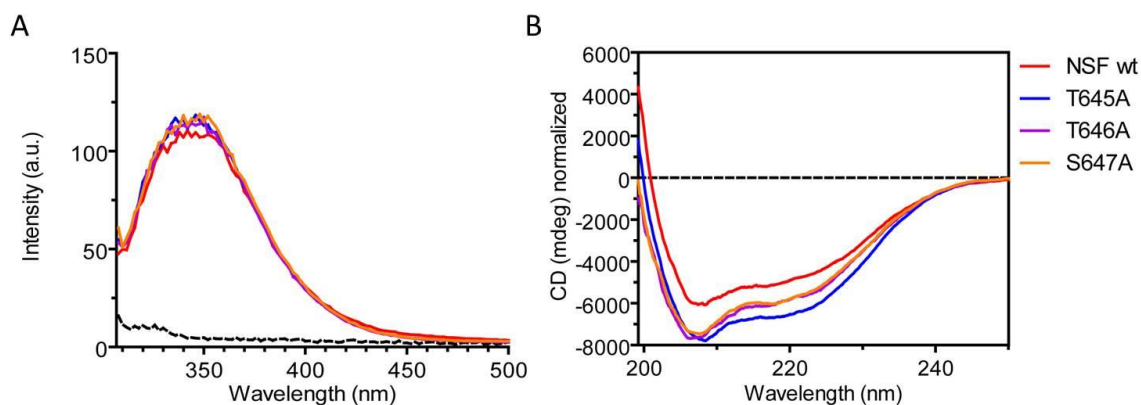 A
B
150
100
50
0
Intensity (a.u.)
350
400
450
500
Wavelength (nm)
6000
4000
2000
0
-2000
-4000
-6000
-8000
CD (mdeg) normalized
199
220
240
Wavelength (nm)
NSF wt
T645A
T646A
S647A